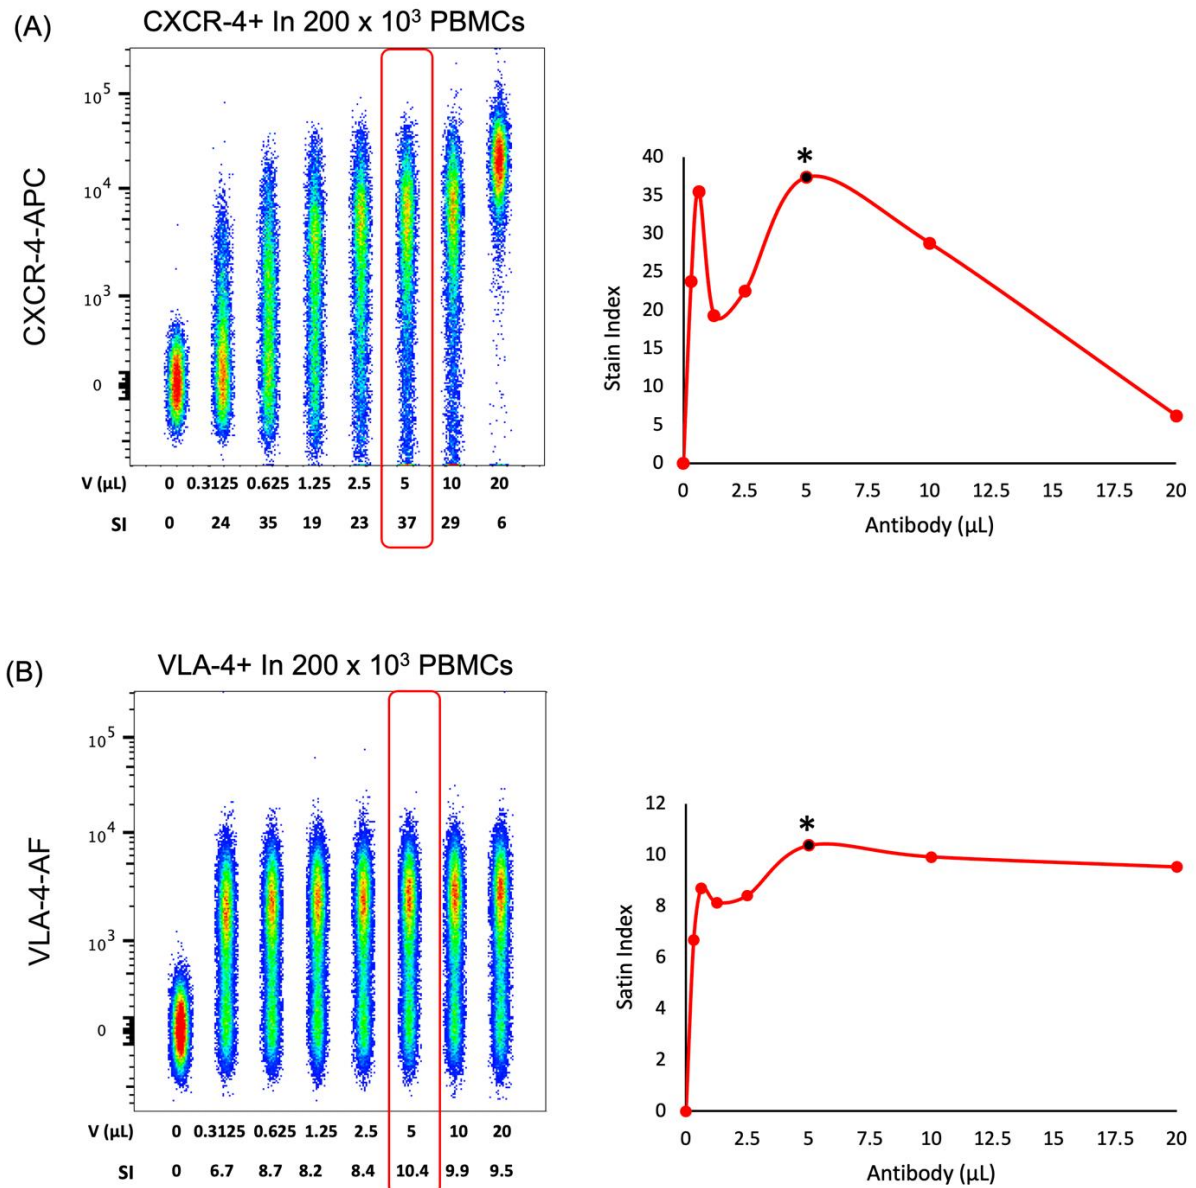 (A)
CXCR-4+ In 200 x 10³ PBMCs
CXCR-4-APC
10⁵
10⁴
10³
0
V (µL) 0 0.3125 0.625 1.25 2.5 5 10 20
SI 0 24 35 19 23 37 29 6
Stain Index
40
35
30
25
20
15
10
5
0
*
0 2.5 5 7.5 10 12.5 15 17.5 20
Antibody (µL)
(B)
VLA-4+ In 200 x 10³ PBMCs
VLA-4-AF
10⁵
10⁴
10³
0
V (µL) 0 0.3125 0.625 1.25 2.5 5 10 20
SI 0 6.7 8.7 8.2 8.4 10.4 9.9 9.5
Satin Index
12
10
8
6
4
2
0
*
0 2.5 5 7.5 10 12.5 15 17.5 20
Antibody (µL)